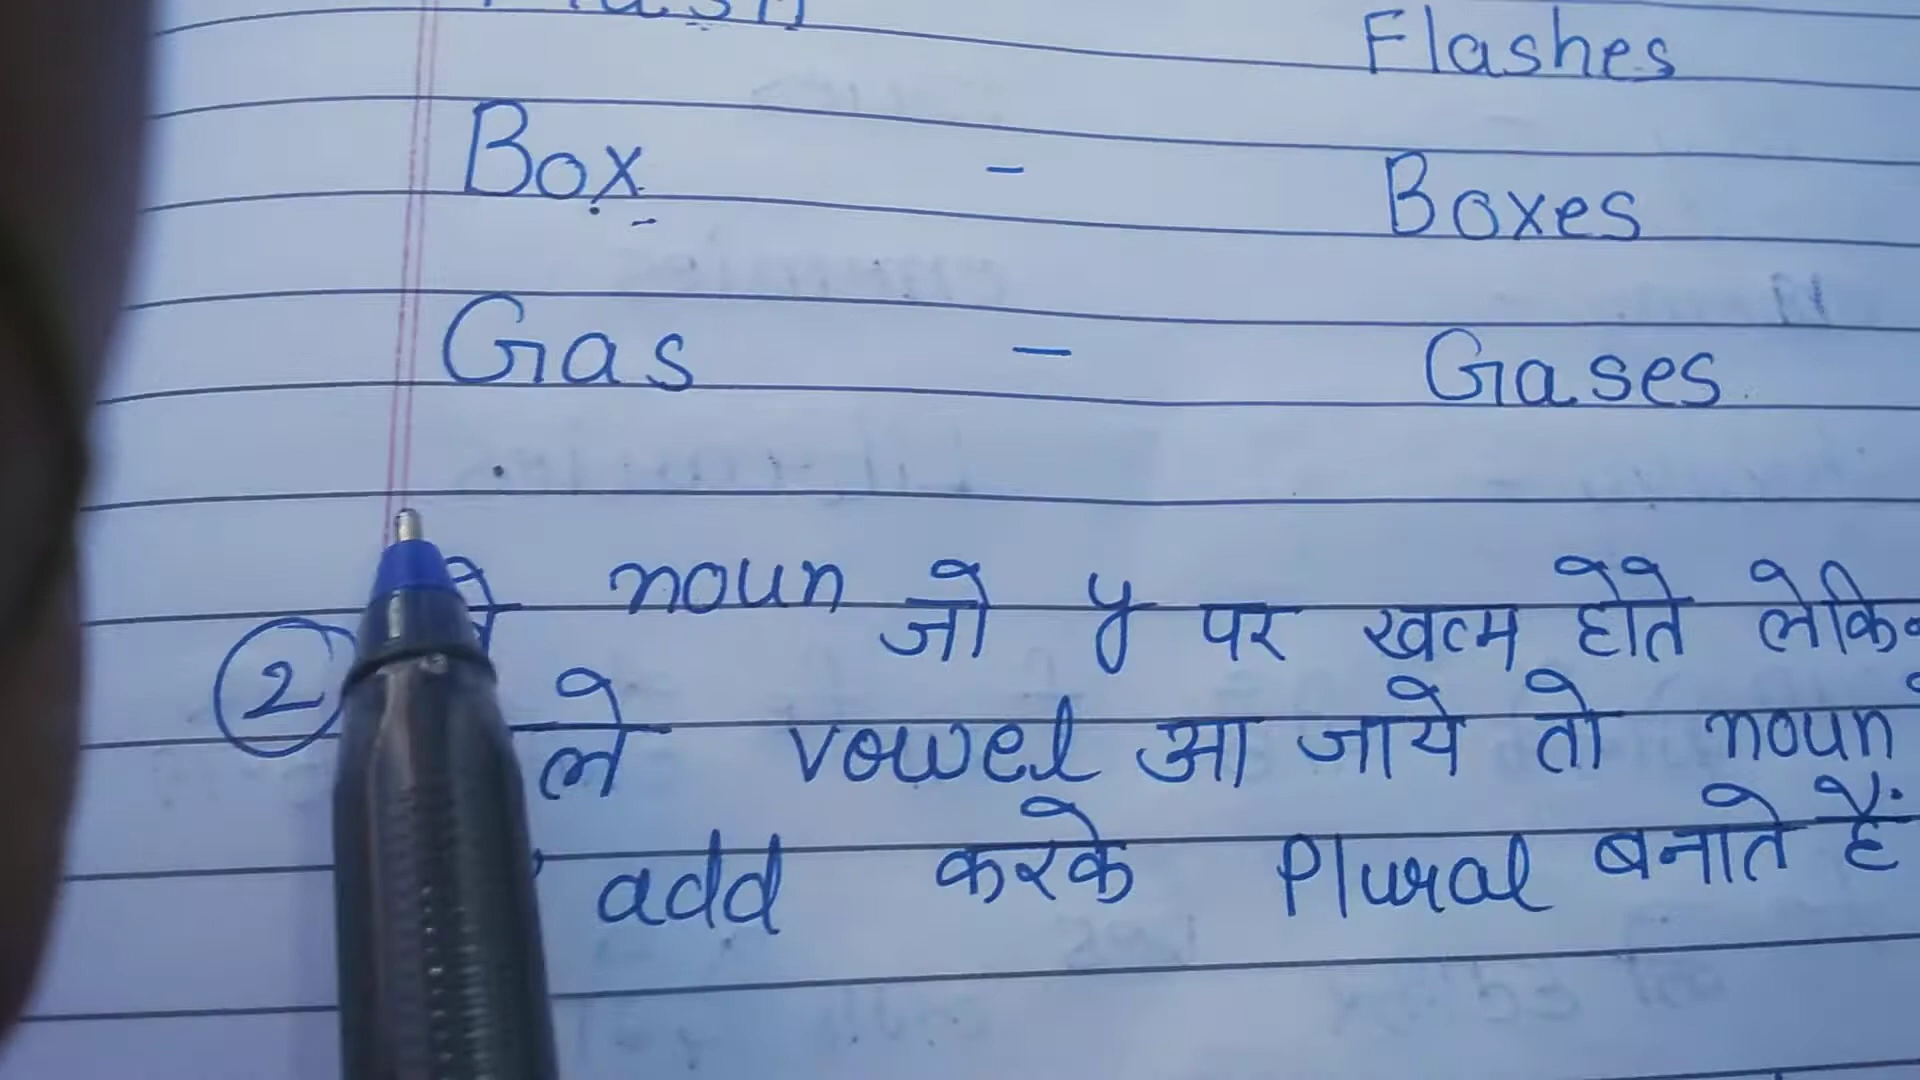 Flashes
Box - Boxes
Gas - Gases
② noun जो y पर खत्म होते
vowel आ जाये तो noun
add करके Plural बनाते हैं